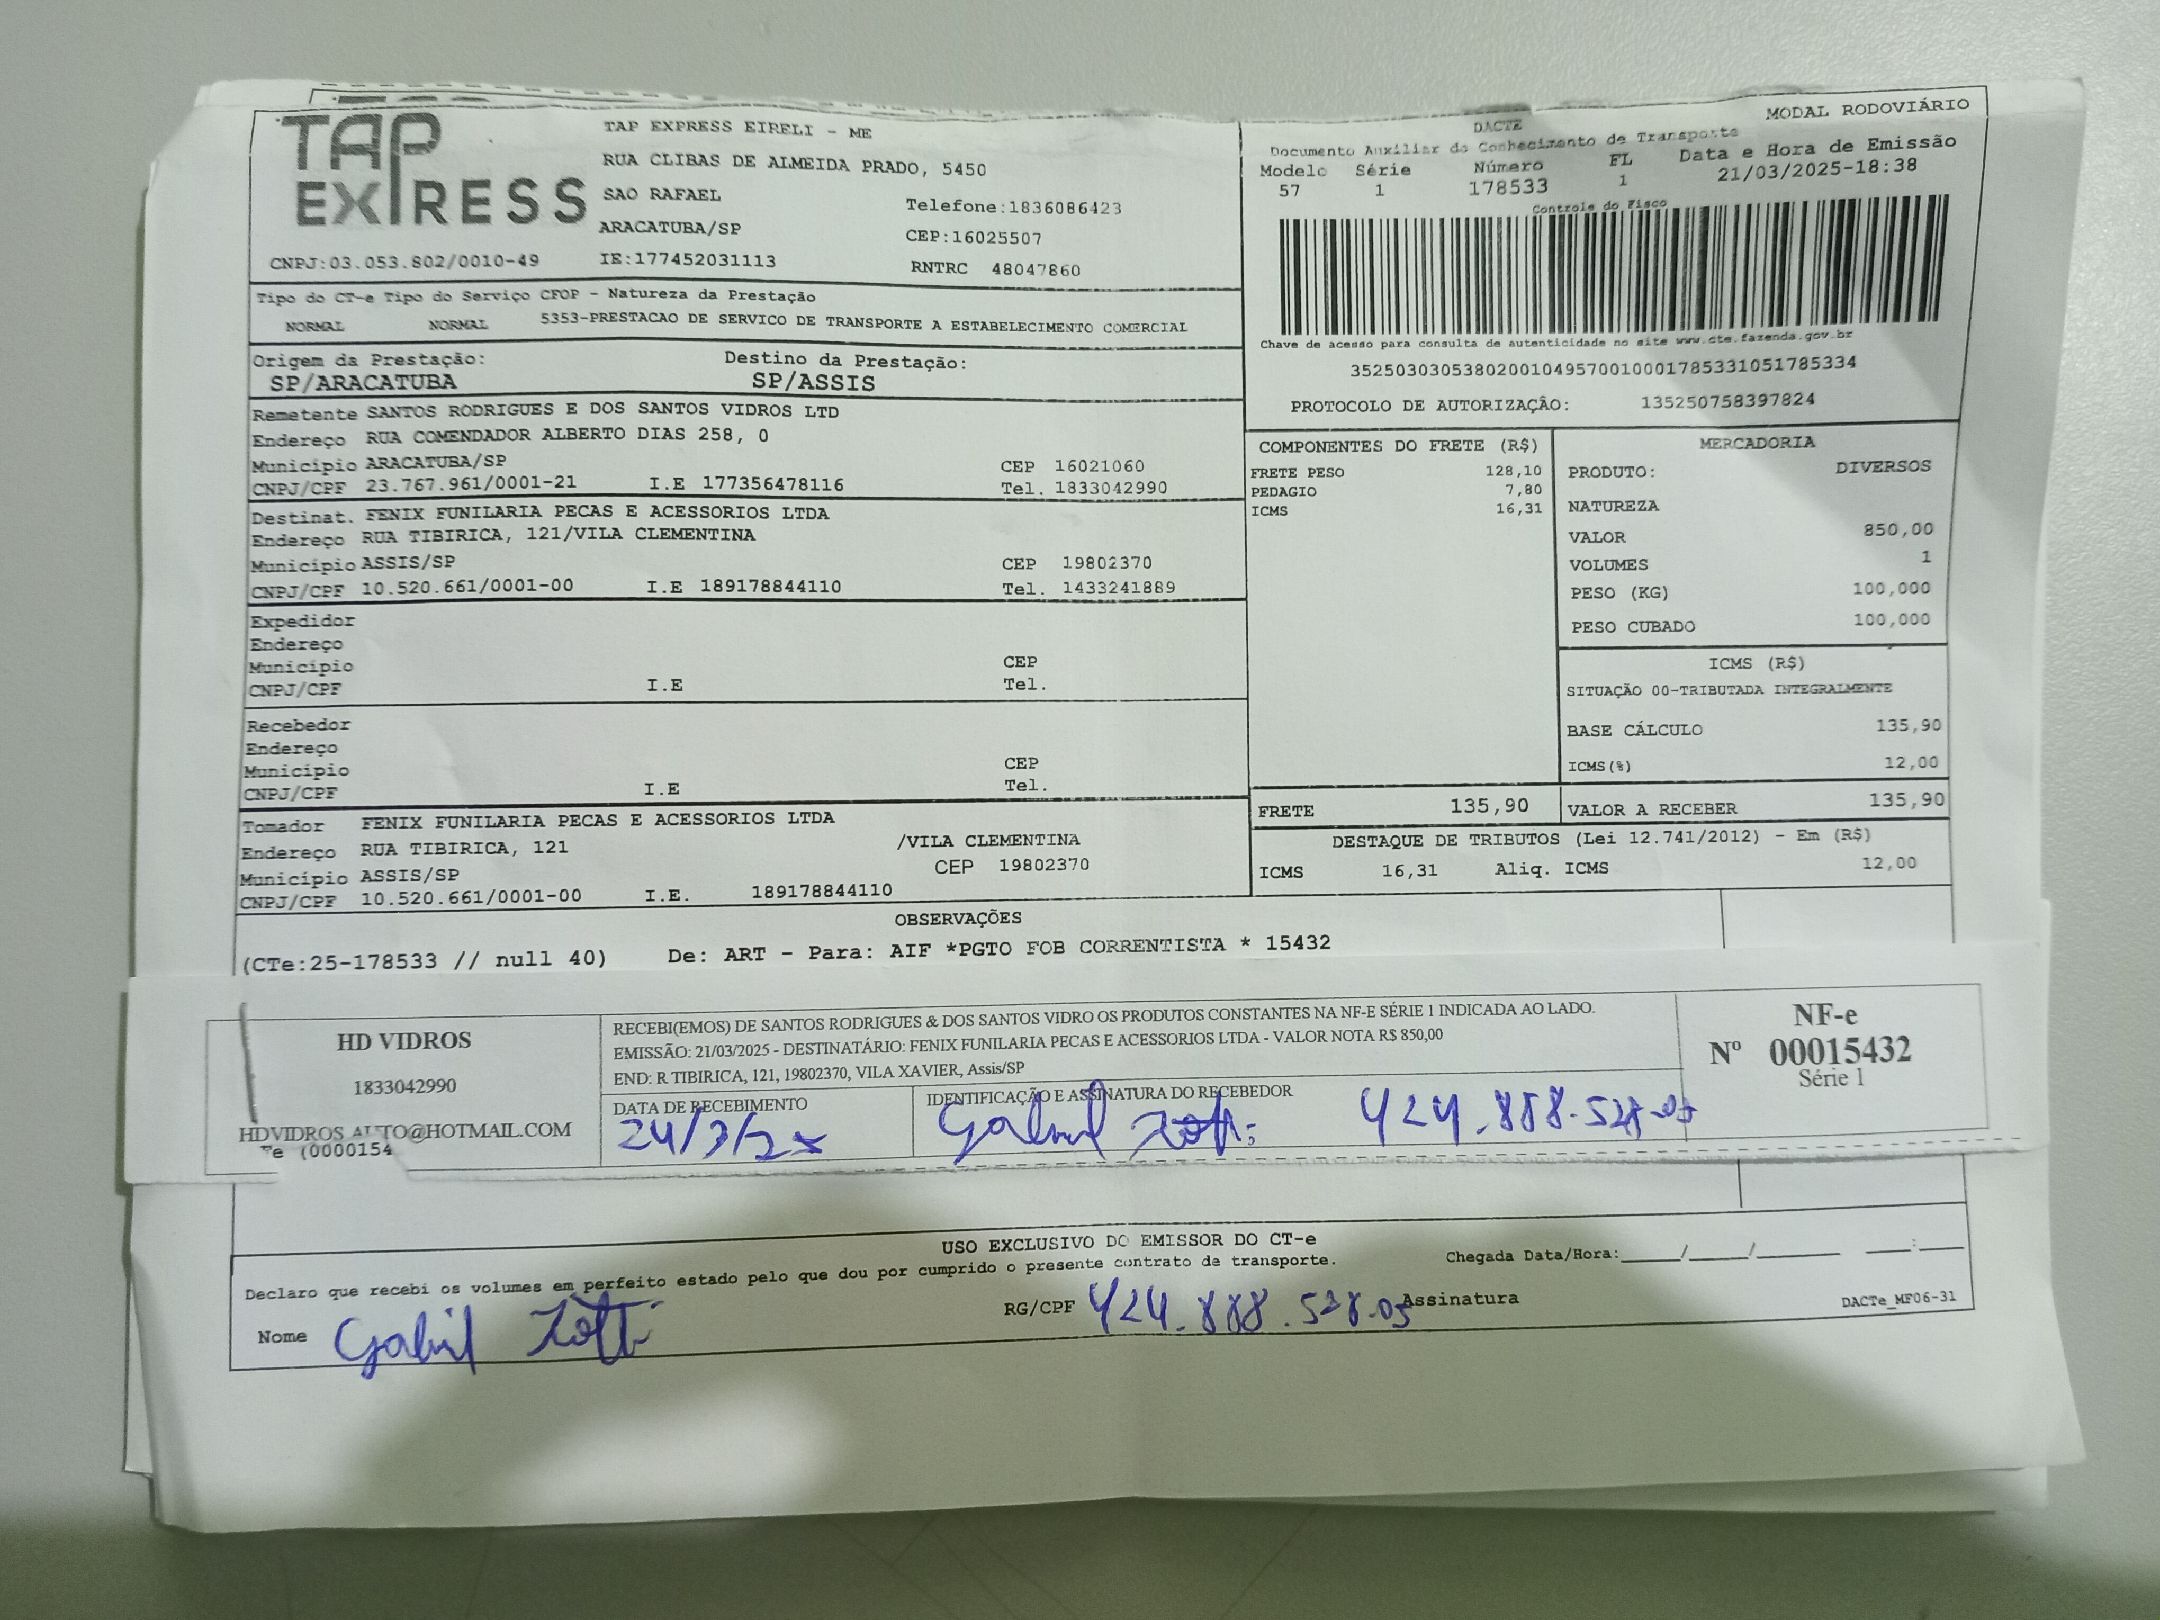 TAP EXPRESS
TAP EXPRESS EIRELI - ME
RUA CLIBAS DE ALMEIDA PRADO, 5450
SAO RAFAEL
Telefone:1836086423
ARACATUBA/SP
CEP:16025507
CNPJ:03.053.802/0010-49 IE:177452031113 RNTRC 48047860
MODAL RODOVIÁRIO
DACTE
Documento Auxiliar do Conhecimento de Transporte
Modelo Série Número FL Data e Hora de Emissão
57 1 178533 1 21/03/2025-18:38
Controle do Fisco
Chave de acesso para consulta de autenticidade no site www.cte.fazenda.gov.br
35250303053802001049570010001785331051785334
PROTOCOLO DE AUTORIZAÇÃO: 135250758397824
Tipo do CT-e Tipo do Serviço CFOP - Natureza da Prestação
NORMAL NORMAL 5353-PRESTACAO DE SERVICO DE TRANSPORTE A ESTABELECIMENTO COMERCIAL
Origem da Prestação: Destino da Prestação:
SP/ARACATUBA SP/ASSIS
Remetente SANTOS RODRIGUES E DOS SANTOS VIDROS LTD
Endereço RUA COMENDADOR ALBERTO DIAS 258, 0
Município ARACATUBA/SP CEP 16021060
CNPJ/CPF 23.767.961/0001-21 I.E 177356478116 Tel. 1833042990
Destinat. FENIX FUNILARIA PECAS E ACESSORIOS LTDA
Endereço RUA TIBIRICA, 121/VILA CLEMENTINA
Município ASSIS/SP CEP 19802370
CNPJ/CPF 10.520.661/0001-00 I.E 189178844110 Tel. 1433241889
Expedidor
Endereço
Município CEP
CNPJ/CPF I.E Tel.
Recebedor
Endereço
Município CEP
CNPJ/CPF I.E Tel.
Tomador FENIX FUNILARIA PECAS E ACESSORIOS LTDA
Endereço RUA TIBIRICA, 121 /VILA CLEMENTINA
Município ASSIS/SP CEP 19802370
CNPJ/CPF 10.520.661/0001-00 I.E. 189178844110
COMPONENTES DO FRETE (R$)
FRETE PESO 128,10
PEDAGIO 7,80
ICMS 16,31
MERCADORIA
PRODUTO: DIVERSOS
NATUREZA
VALOR 850,00
VOLUMES 1
PESO (KG) 100,000
PESO CUBADO 100,000
ICMS (R$)
SITUAÇÃO 00-TRIBUTADA INTEGRALMENTE
BASE CÁLCULO 135,90
ICMS(%) 12,00
FRETE 135,90 VALOR A RECEBER 135,90
DESTAQUE DE TRIBUTOS (Lei 12.741/2012) - Em (R$)
ICMS 16,31 Aliq. ICMS 12,00
OBSERVAÇÕES
(CTe:25-178533 // null 40) De: ART - Para: AIF *PGTO FOB CORRENTISTA * 15432
HD VIDROS
1833042990
HDVIDROS.AUTO@HOTMAIL.COM
Te (0000154
RECEBI(EMOS) DE SANTOS RODRIGUES & DOS SANTOS VIDRO OS PRODUTOS CONSTANTES NA NF-E SÉRIE 1 INDICADA AO LADO.
EMISSÃO: 21/03/2025 - DESTINATÁRIO: FENIX FUNILARIA PECAS E ACESSORIOS LTDA - VALOR NOTA R$ 850,00
END: R TIBIRICA, 121, 19802370, VILA XAVIER, Assis/SP
DATA DE RECEBIMENTO IDENTIFICAÇÃO E ASSINATURA DO RECEBEDOR
24/3/25 Gabriel Zotti 424.888.528-05
NF-e
Nº 00015432
Série 1
USO EXCLUSIVO DO EMISSOR DO CT-e
Declaro que recebi os volumes em perfeito estado pelo que dou por cumprido o presente contrato de transporte.
Chegada Data/Hora:_____/_____/_______ ____:____
Nome Gabriel Zotti RG/CPF 424.888.528.05 Assinatura
DACTe_MF06-31